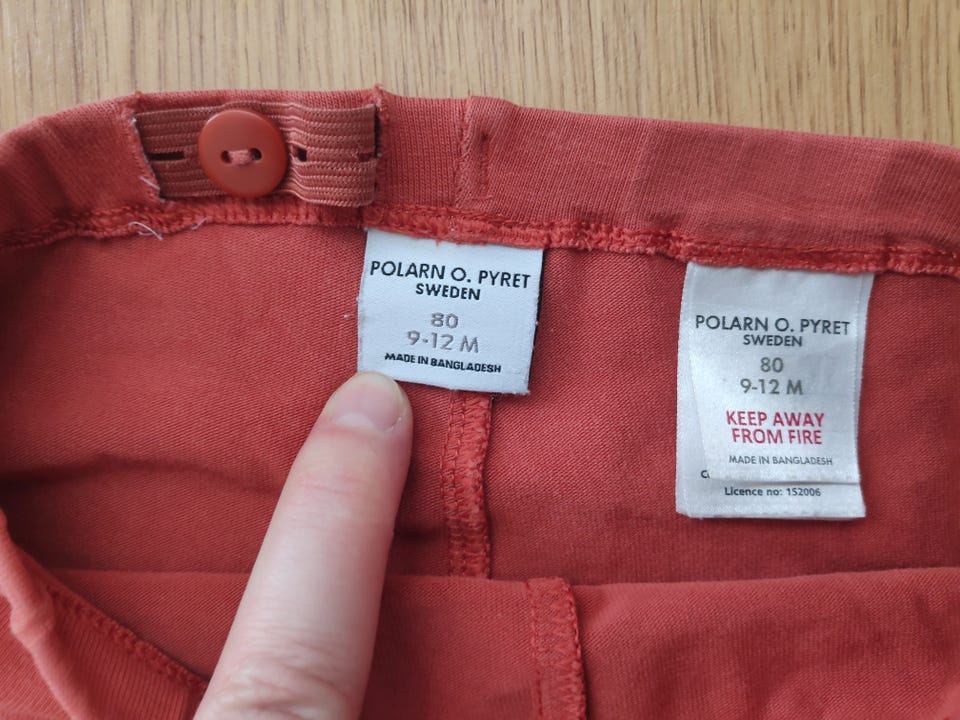 POLARN O. PYRET
SWEDEN
80
9-12 M
MADE IN BANGLADESH
POLARN O. PYRET
SWEDEN
80
9-12 M
KEEP AWAY
FROM FIRE
MADE IN BANGLADESH
Licence no: 152006